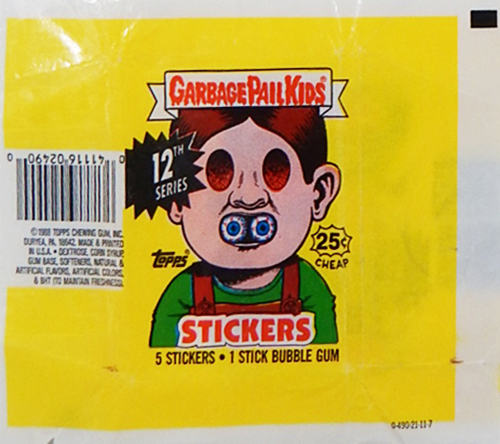 GARBAGE PAIL KIDS
12TH
SERIES
0 41116 02490 0
©1988 TOPPS CHEWING GUM, INC.
DURYEA, PA. 18642. MADE & PRINTED
IN U.S.A. • DEXTROSE, CORN SYRUP,
GUM BASE, SOFTENERS, NATURAL &
ARTIFICIAL FLAVORS, ARTIFICIAL COLORS,
& BHT (TO MAINTAIN FRESHNESS).
TOPPS
25¢
CHEAP
STICKERS
5 STICKERS • 1 STICK BUBBLE GUM
0-490-21-11-7